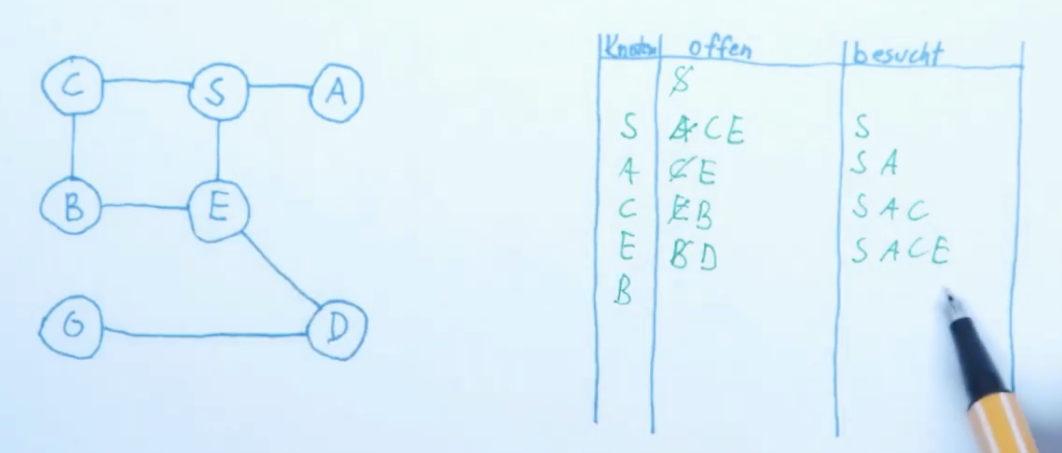 C S A
B E
G D
Knoten offen besucht
S
S A C E S
A C E S A
C E B S A C
E B D S A C E
B